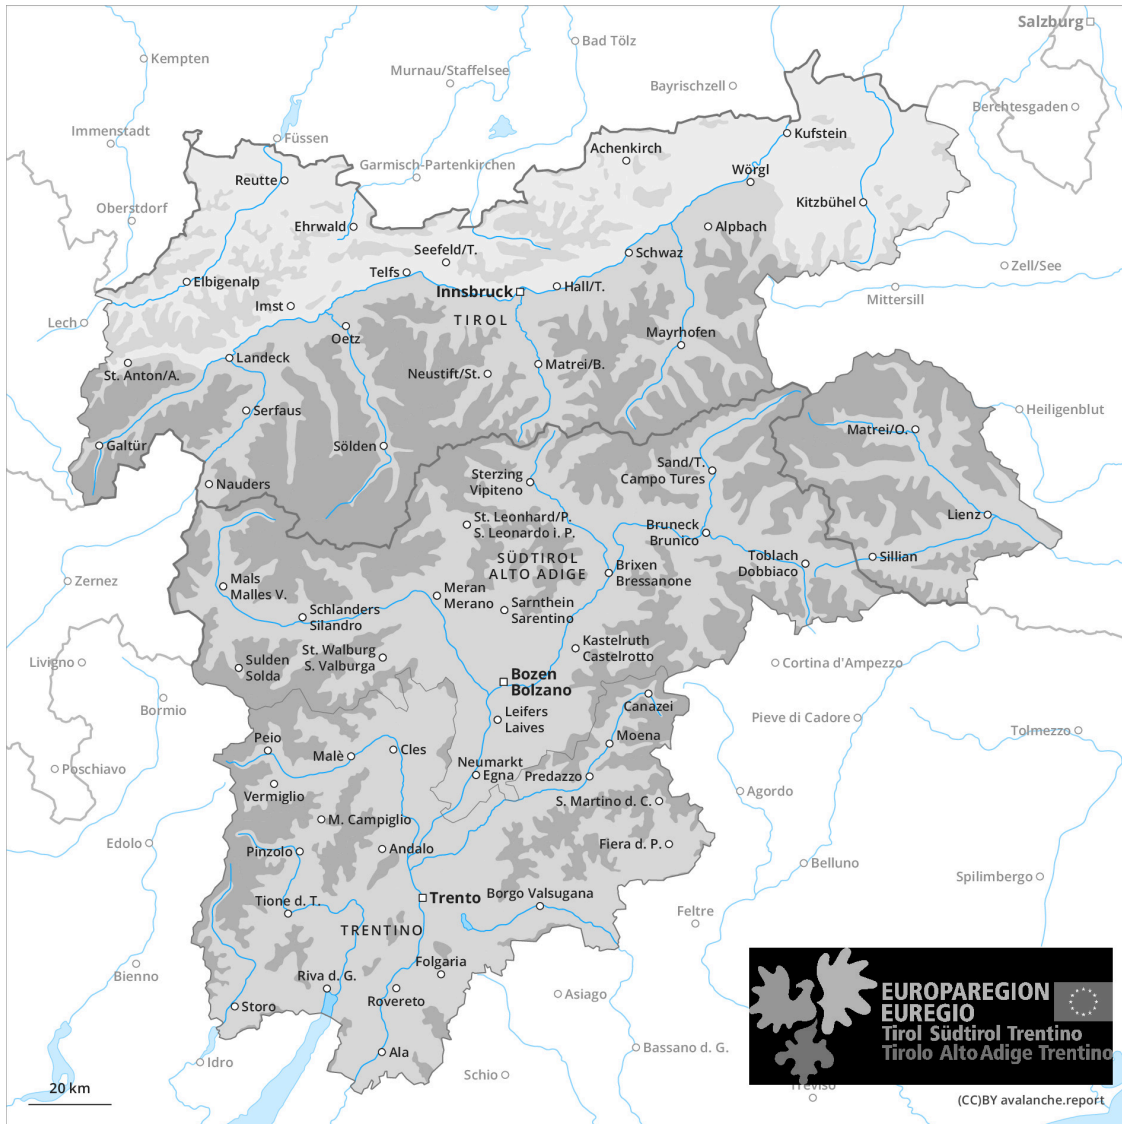 Salzburg
Bad Tölz
Kempten
Murnau/Staffelsee
Bayrischzell
Berchtesgaden
Immenstadt
Füssen
Kufstein
Achenkirch
Garmisch-Partenkirchen
Wörgl
Reutte
Oberstdorf
Kitzbühel
Ehrwald
Alpbach
Seefeld/T.
Schwaz
Telfs
Zell/See
Elbigenalp
Innsbruck
Hall/T.
Mittersill
Imst
TIROL
Lech
Oetz
Mayrhofen
Landeck
Matrei/B.
St. Anton/A.
Neustift/St.
Serfaus
Heiligenblut
Matrei/O.
Galtür
Sölden
Sand/T.
Campo Tures
Sterzing
Vipiteno
Nauders
St. Leonhard/P.
S. Leonardo i. P.
Lienz
Bruneck
Brunico
SÜDTIROL
ALTO ADIGE
Toblach
Dobbiaco
Sillian
Brixen
Bressanone
Zernez
Mals
Malles V.
Meran
Merano
Sarnthein
Sarentino
Schlanders
Silandro
Kastelruth
Castelrotto
St. Walburg
S. Valburga
Livigno
Sulden
Solda
Cortina d'Ampezzo
Bozen
Bolzano
Bormio
Canazei
Leifers
Laives
Pieve di Cadore
Tolmezzo
Peio
Moena
Malè
Cles
Neumarkt
Egna
Predazzo
Poschiavo
Vermiglio
Agordo
S. Martino d. C.
M. Campiglio
Edolo
Pinzolo
Andalo
Fiera d. P.
Belluno
Spilimbergo
Trento
Borgo Valsugana
Tione d. T.
Feltre
TRENTINO
Folgaria
Bienno
Riva d. G.
Asiago
Rovereto
Storo
EUROPAREGION
EUREGIO
Tirol Südtirol Trentino
Tirolo Alto Adige Trentino
Ala
Bassano d. G.
Idro
Schio
Treviso
20 km
(CC)BY avalanche.report